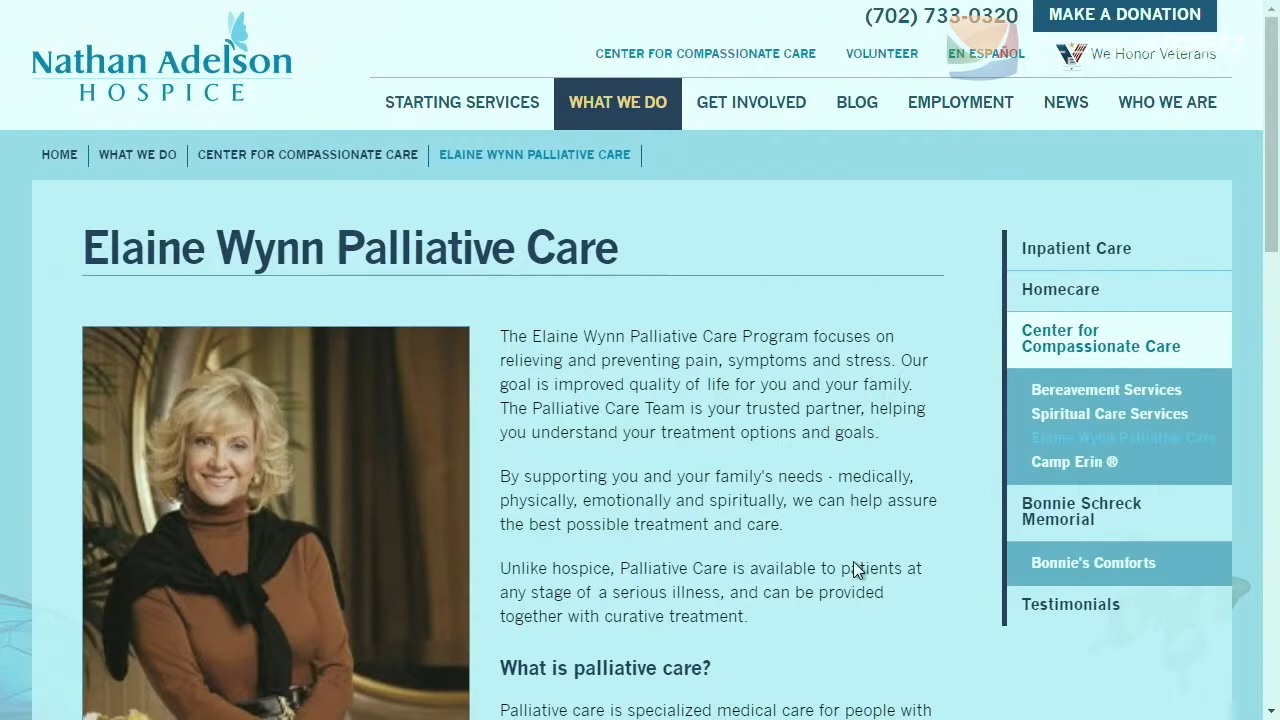 (702) 733-0320
MAKE A DONATION
Nathan Adelson
HOSPICE
CENTER FOR COMPASSIONATE CARE
VOLUNTEER
EN ESPAÑOL
We Honor Veterans
STARTING SERVICES
WHAT WE DO
GET INVOLVED
BLOG
EMPLOYMENT
NEWS
WHO WE ARE
HOME
WHAT WE DO
CENTER FOR COMPASSIONATE CARE
ELAINE WYNN PALLIATIVE CARE
Elaine Wynn Palliative Care
The Elaine Wynn Palliative Care Program focuses on
relieving and preventing pain, symptoms and stress. Our
goal is improved quality of life for you and your family.
The Palliative Care Team is your trusted partner, helping
you understand your treatment options and goals.
By supporting you and your family's needs - medically,
physically, emotionally and spiritually, we can help assure
the best possible treatment and care.
Unlike hospice, Palliative Care is available to patients at
any stage of a serious illness, and can be provided
together with curative treatment.
What is palliative care?
Palliative care is specialized medical care for people with
Inpatient Care
Homecare
Center for
Compassionate Care
Bereavement Services
Spiritual Care Services
Elaine Wynn Palliative Care
Camp Erin ®
Bonnie Schreck
Memorial
Bonnie's Comforts
Testimonials